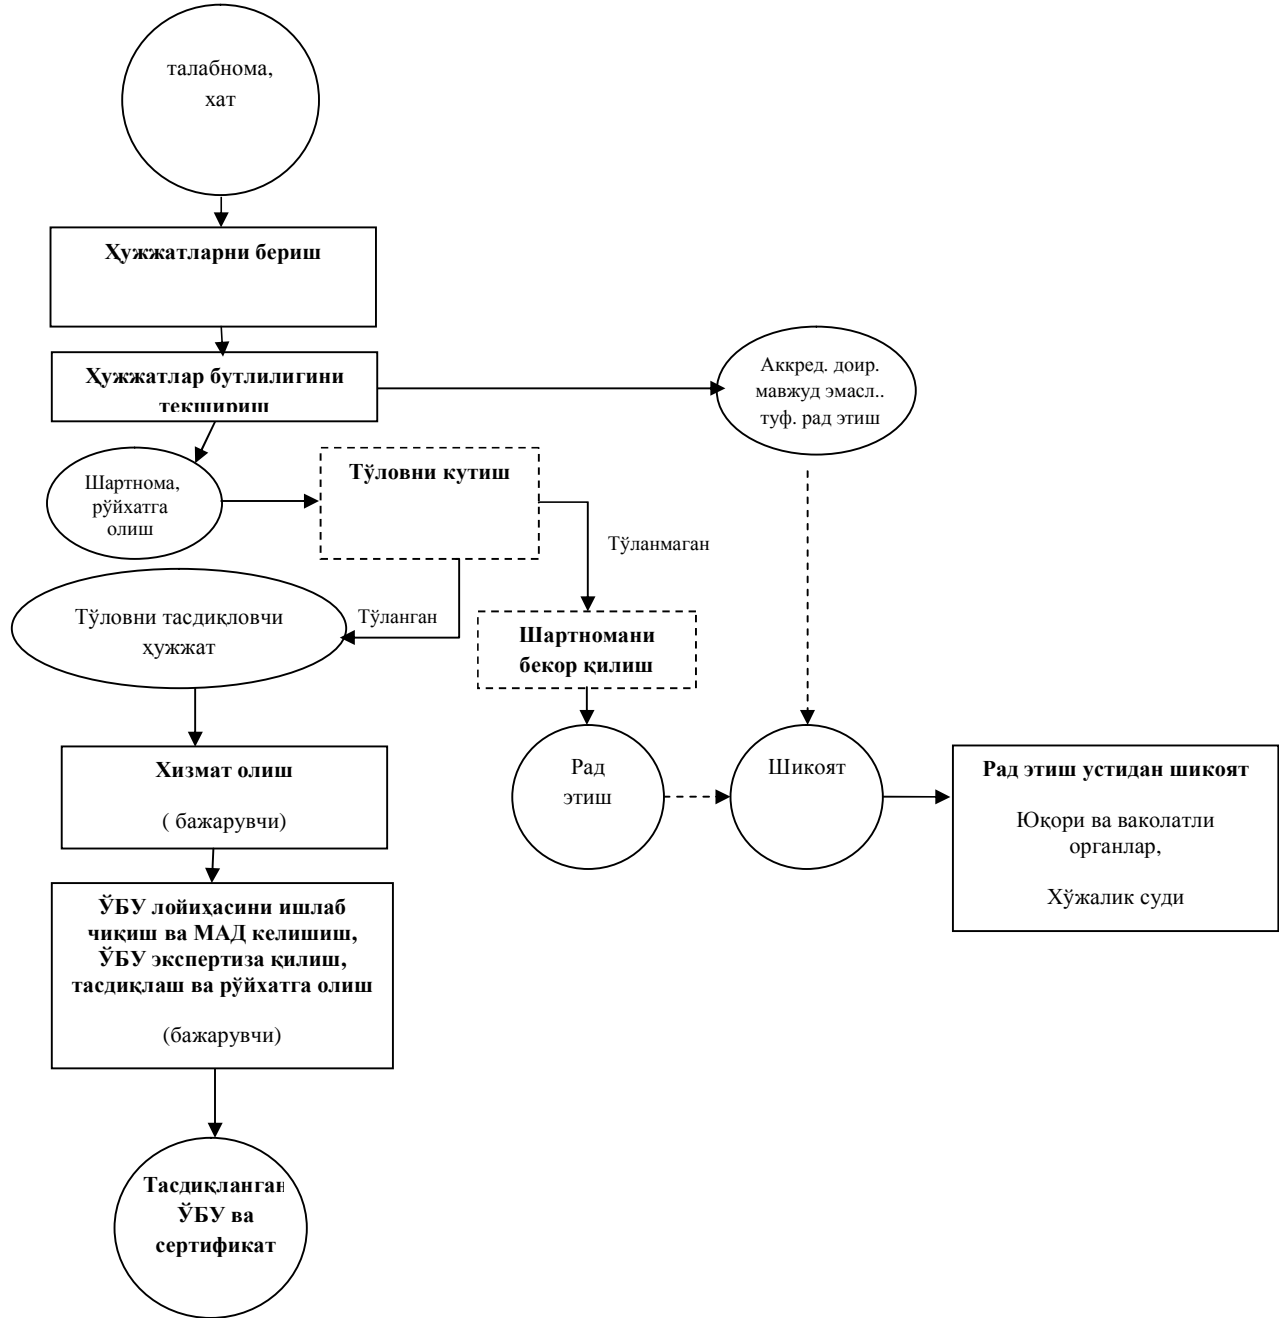 талабнома,
хат
Ҳужжатларни бериш
Ҳужжатлар бутлилигини
текшириш
Аккред. доир.
мавжуд эмасл..
туф. рад этиш
Шартнома,
рўйхатга
олиш
Тўловни кутиш
Тўланмаган
Тўловни тасдиқловчи
ҳужжат
Тўланган
Шартномани
бекор қилиш
Хизмат олиш
( бажарувчи)
Рад
этиш
Шикоят
Рад этиш устидан шикоят
Юқори ва ваколатли
органлар,
Хўжалик суди
ЎБУ лойиҳасини ишлаб
чиқиш ва МАД келишиш,
ЎБУ экспертиза қилиш,
тасдиқлаш ва рўйхатга олиш
(бажарувчи)
Тасдиқланган
ЎБУ ва
сертификат